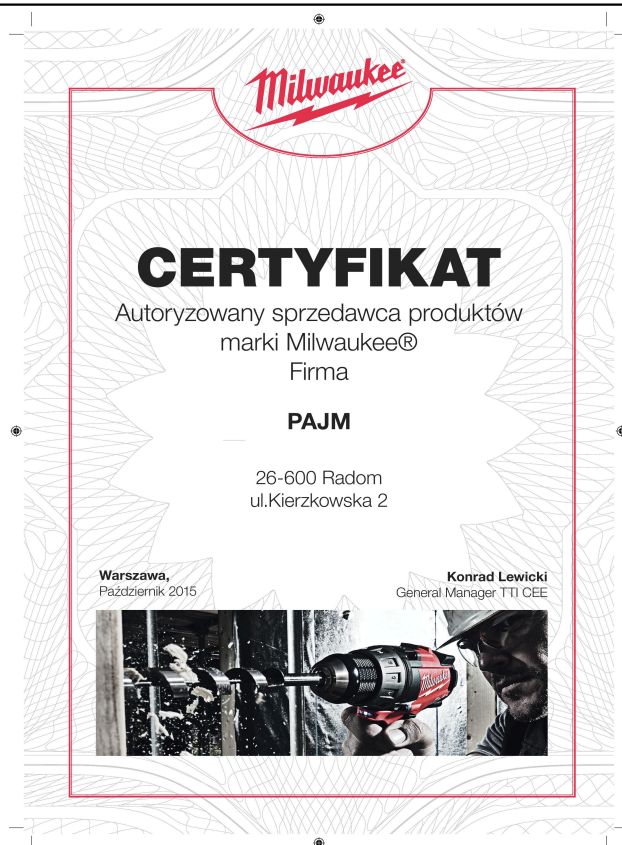 Milwaukee®
CERTYFIKAT
Autoryzowany sprzedawca produktów
marki Milwaukee®
Firma
PAJM
26-600 Radom
ul.Kierzkowska 2
Warszawa,
Październik 2015
Konrad Lewicki
General Manager TTI CEE
Milwaukee